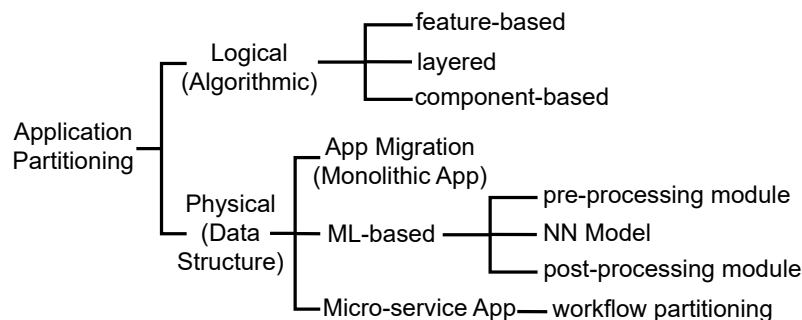 Application
Partitioning
Logical
(Algorithmic)
feature-based
layered
component-based
Physical
(Data
Structure)
App Migration
(Monolithic App)
ML-based
pre-processing module
NN Model
post-processing module
Micro-service App
workflow partitioning